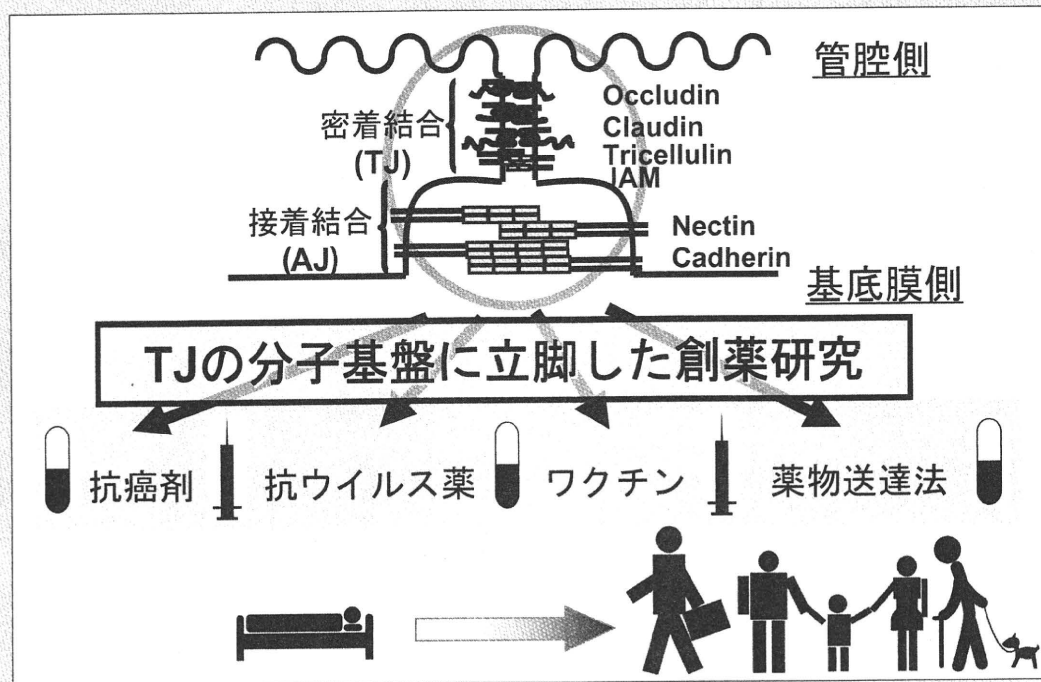 管腔側
密着結合
(TJ)
Occludin
Claudin
Tricellulin
JAM
接着結合
(AJ)
Nectin
Cadherin
基底膜側
TJの分子基盤に立脚した創薬研究
抗癌剤
抗ウイルス薬
ワクチン
薬物送達法